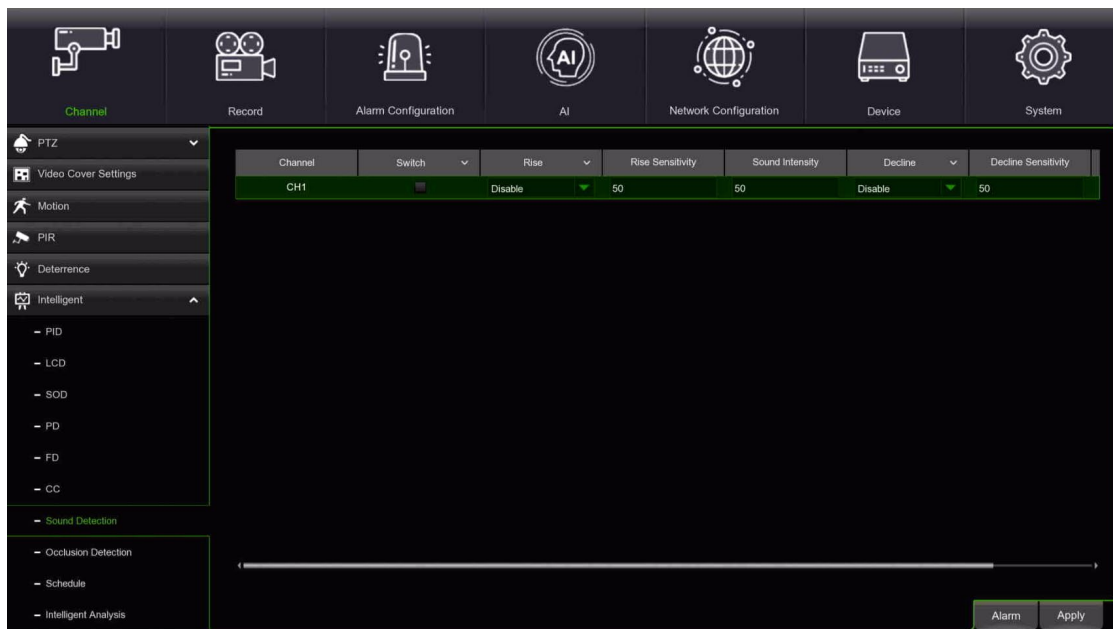 AI
Channel Record Alarm Configuration AI Network Configuration Device System
PTZ
Video Cover Settings
Motion
PIR
Deterrence
Intelligent
– PID
– LCD
– SOD
– PD
– FD
– CC
– Sound Detection
– Occlusion Detection
– Schedule
– Intelligent Analysis
Channel Switch Rise Rise Sensitivity Sound Intensity Decline Decline Sensitivity
CH1 Disable 50 50 Disable 50
Alarm Apply